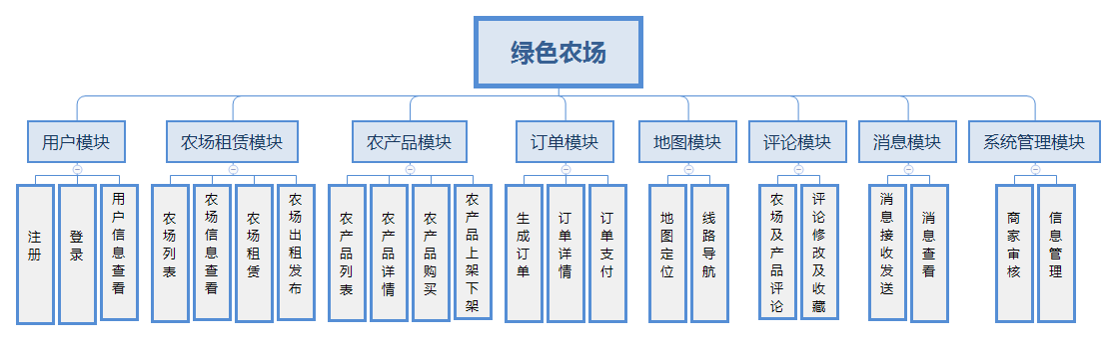 绿色农场
用户模块
农场租赁模块
农产品模块
订单模块
地图模块
评论模块
消息模块
系统管理模块
注册
登录
用户信息查看
农场列表
农场信息查看
农场租赁
农场出租发布
农产品列表
农产品详情
农产品购买
农产品上架下架
生成订单
订单详情
订单支付
地图定位
线路导航
农场及产品评论
评论修改及收藏
消息接收发送
消息查看
商家审核
信息管理